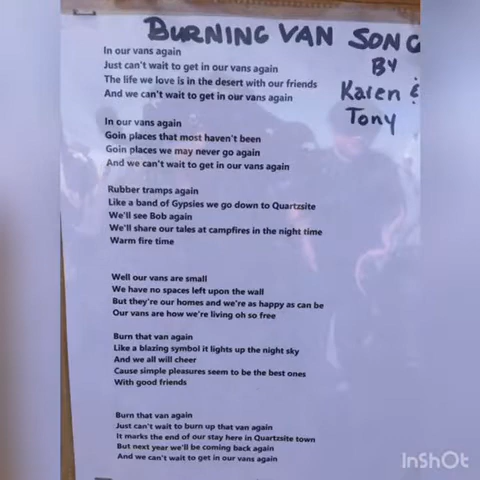 BURNING VAN SONG
BY
Karen &
Tony
In our vans again
Just can't wait to get in our vans again
The life we love is in the desert with our friends
And we can't wait to get in our vans again
In our vans again
Goin places that most haven't been
Goin places we may never go again
And we can't wait to get in our vans again
Rubber tramps again
Like a band of Gypsies we go down to Quartzsite
We'll see Bob again
We'll share our tales at campfires in the night time
Warm fire time
Well our vans are small
We have no spaces left upon the wall
But they're our homes and we're as happy as can be
Our vans are how we're living oh so free
Burn that van again
Like a blazing symbol it lights up the night sky
And we all will cheer
Cause simple pleasures seem to be the best ones
With good friends
Burn that van again
Just can't wait to burn up that van again
It marks the end of our stay here in Quartzsite town
But next year we'll be coming back again
And we can't wait to get in our vans again
InShOt